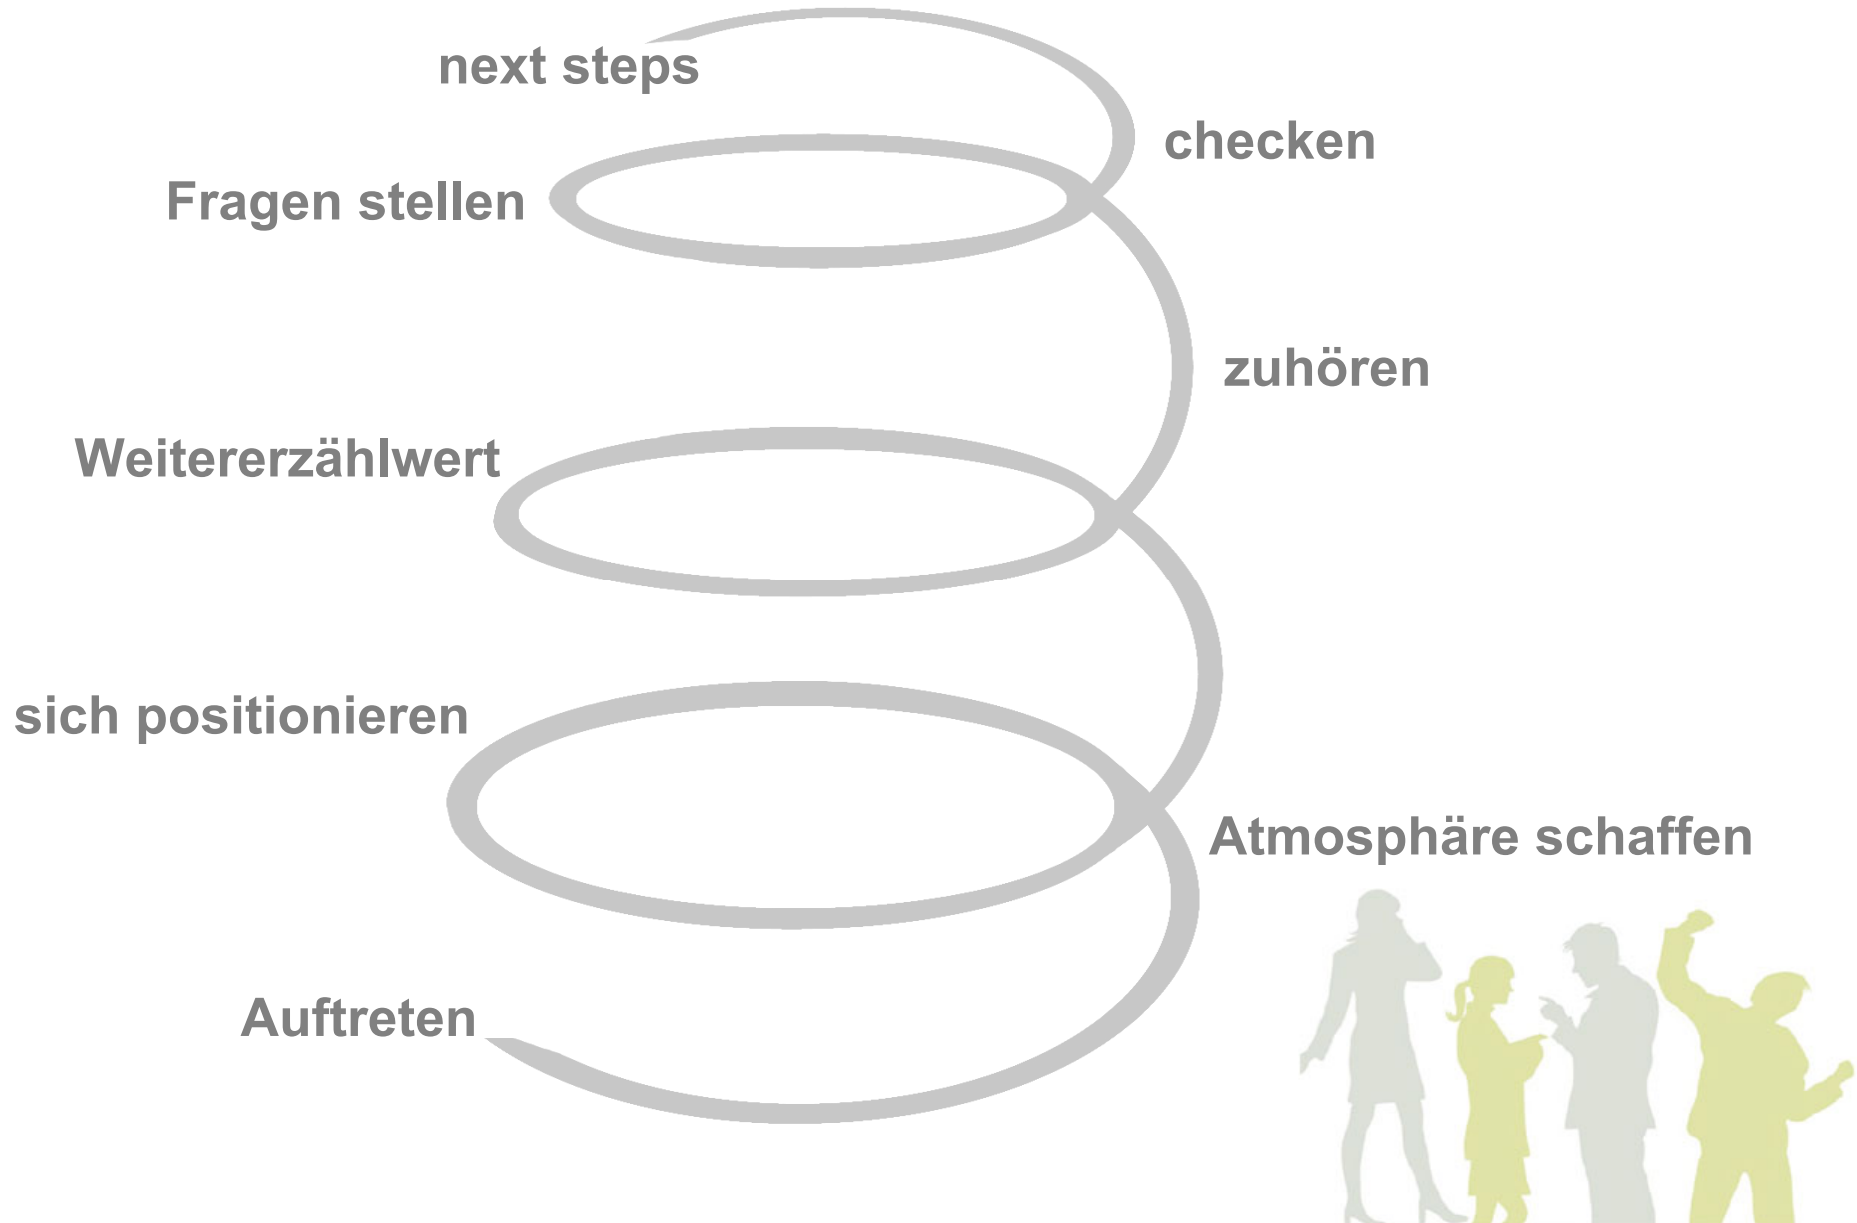 next steps
checken
Fragen stellen
zuhören
Weitererzählwert
sich positionieren
Atmosphäre schaffen
Auftreten